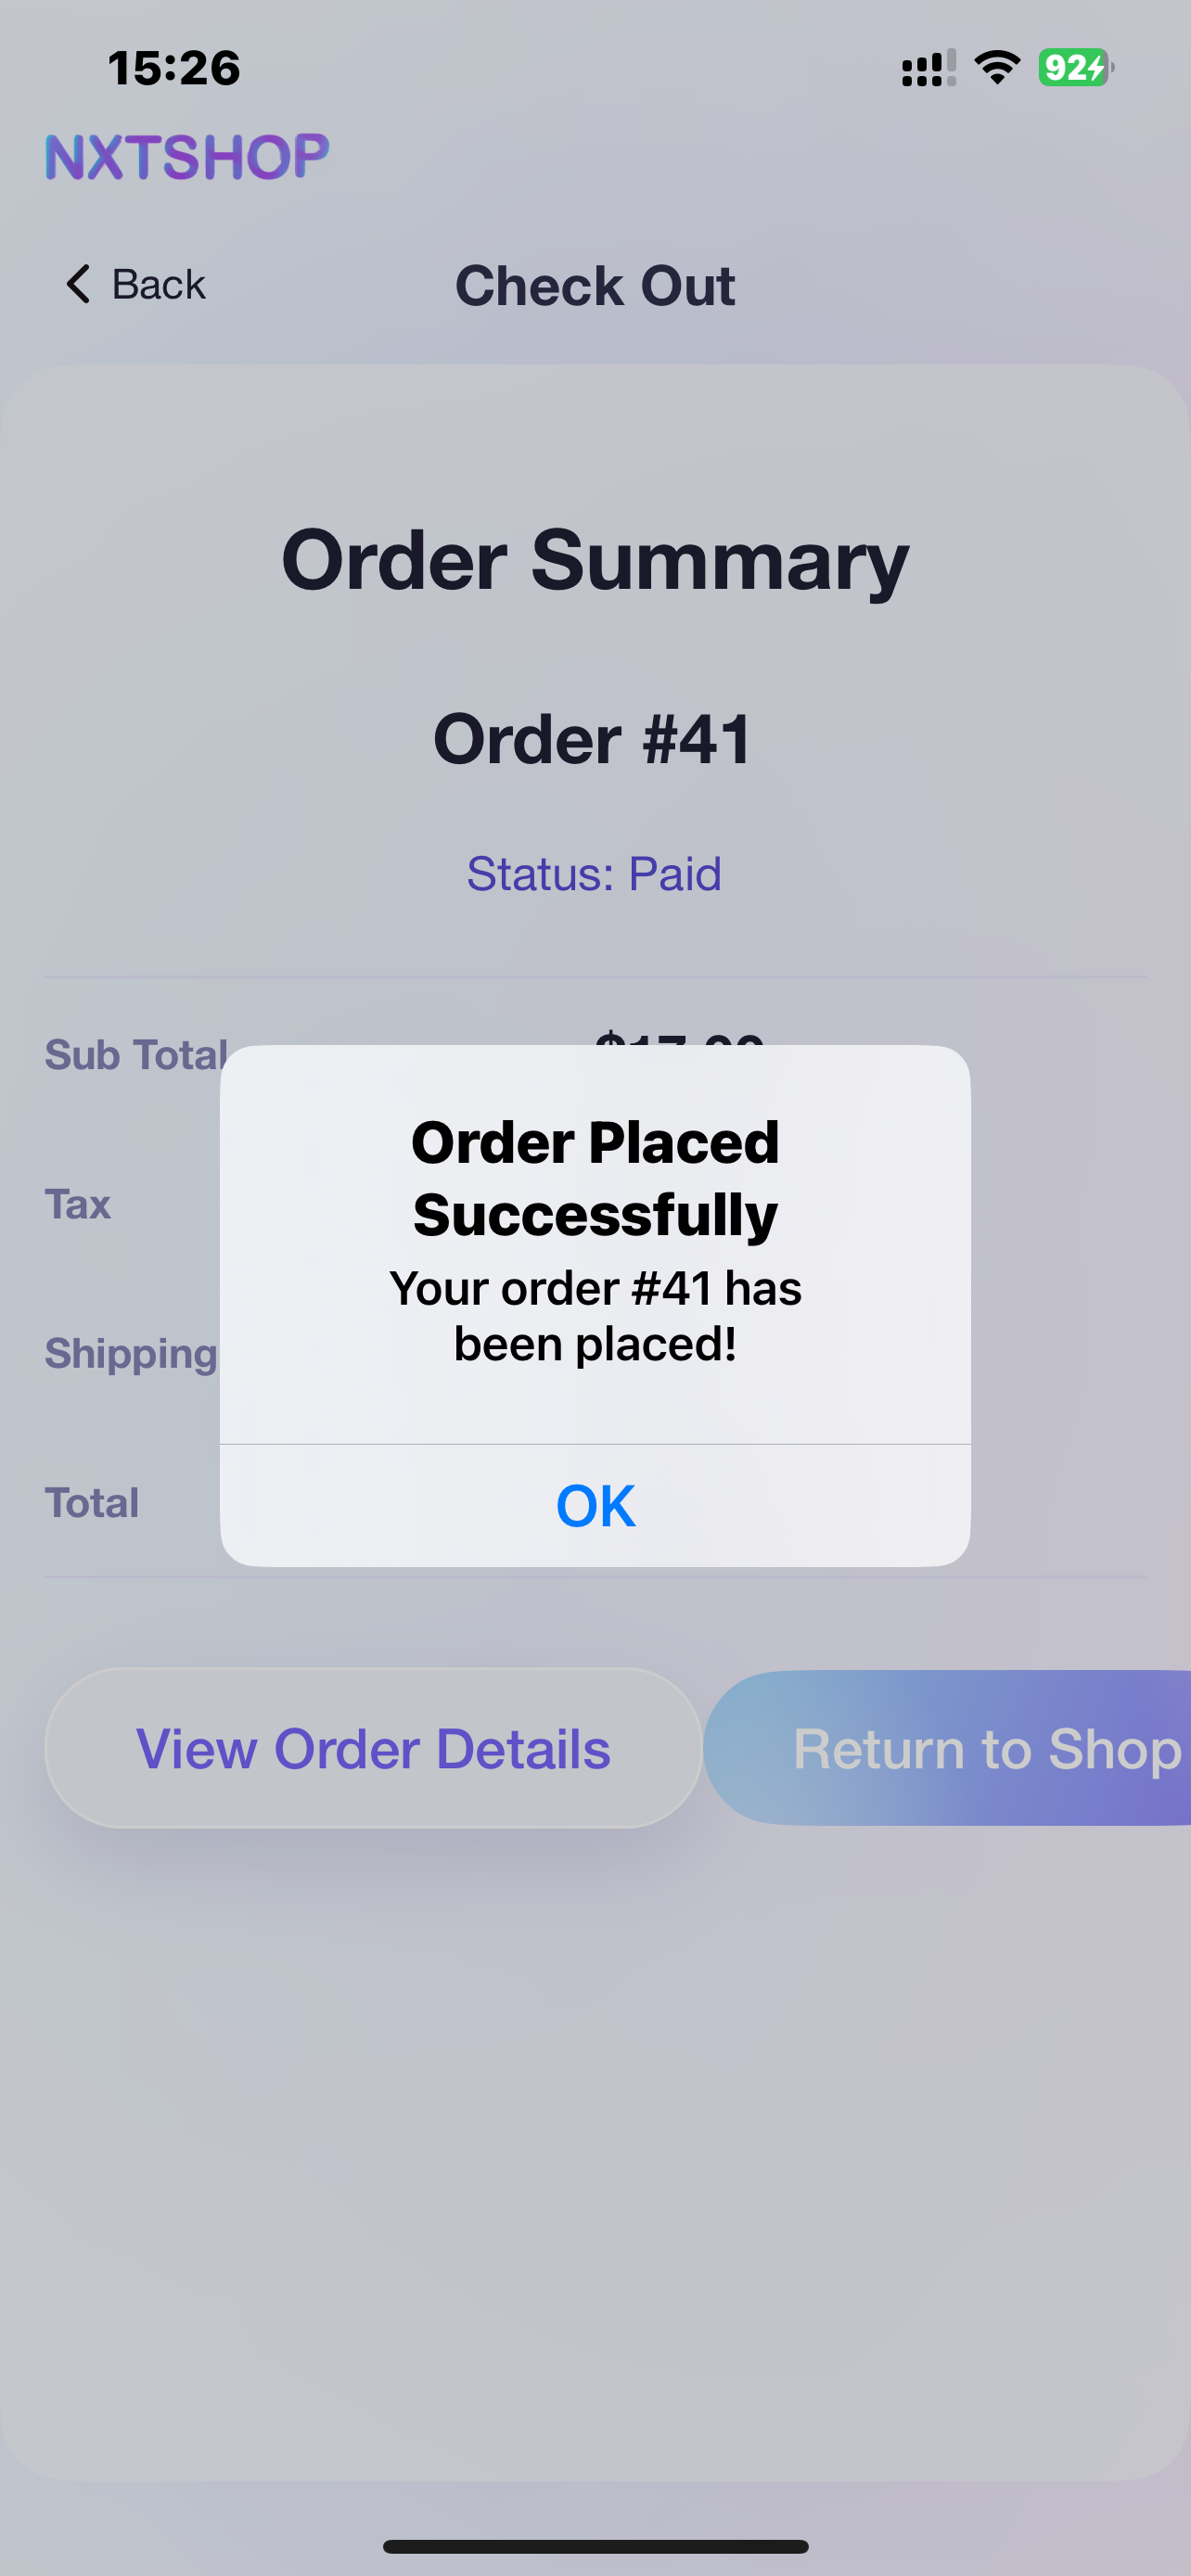 15:26
92
NXTSHOP
Back
Check Out
Order Summary
Order #41
Status: Paid
Sub Total
Order Placed
Successfully
Your order #41 has
been placed!
OK
Tax
Shipping
Total
View Order Details
Return to Shop